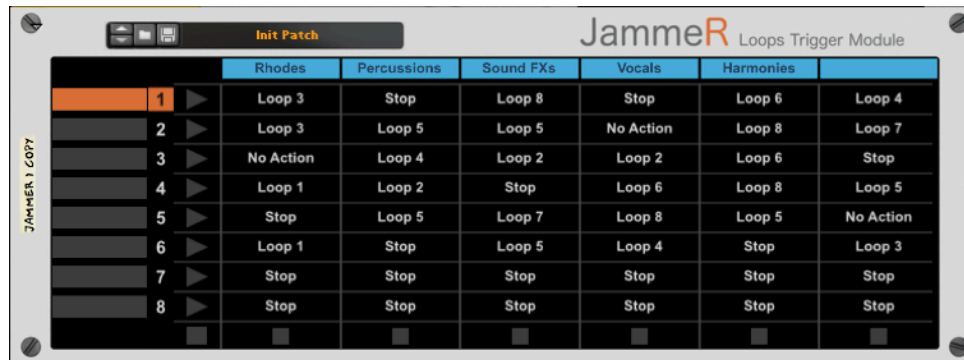 Init Patch
JammeR Loops Trigger Module
Rhodes Percussions Sound FXs Vocals Harmonies
1 Loop 3 Stop Loop 8 Stop Loop 6 Loop 4
2 Loop 3 Loop 5 Loop 5 No Action Loop 8 Loop 7
3 No Action Loop 4 Loop 2 Loop 2 Loop 6 Stop
4 Loop 1 Loop 2 Stop Loop 6 Loop 8 Loop 5
5 Stop Loop 5 Loop 7 Loop 8 Loop 5 No Action
6 Loop 1 Stop Loop 5 Loop 4 Stop Loop 3
7 Stop Stop Stop Stop Stop Stop
8 Stop Stop Stop Stop Stop Stop
JAMMER 1 COPY